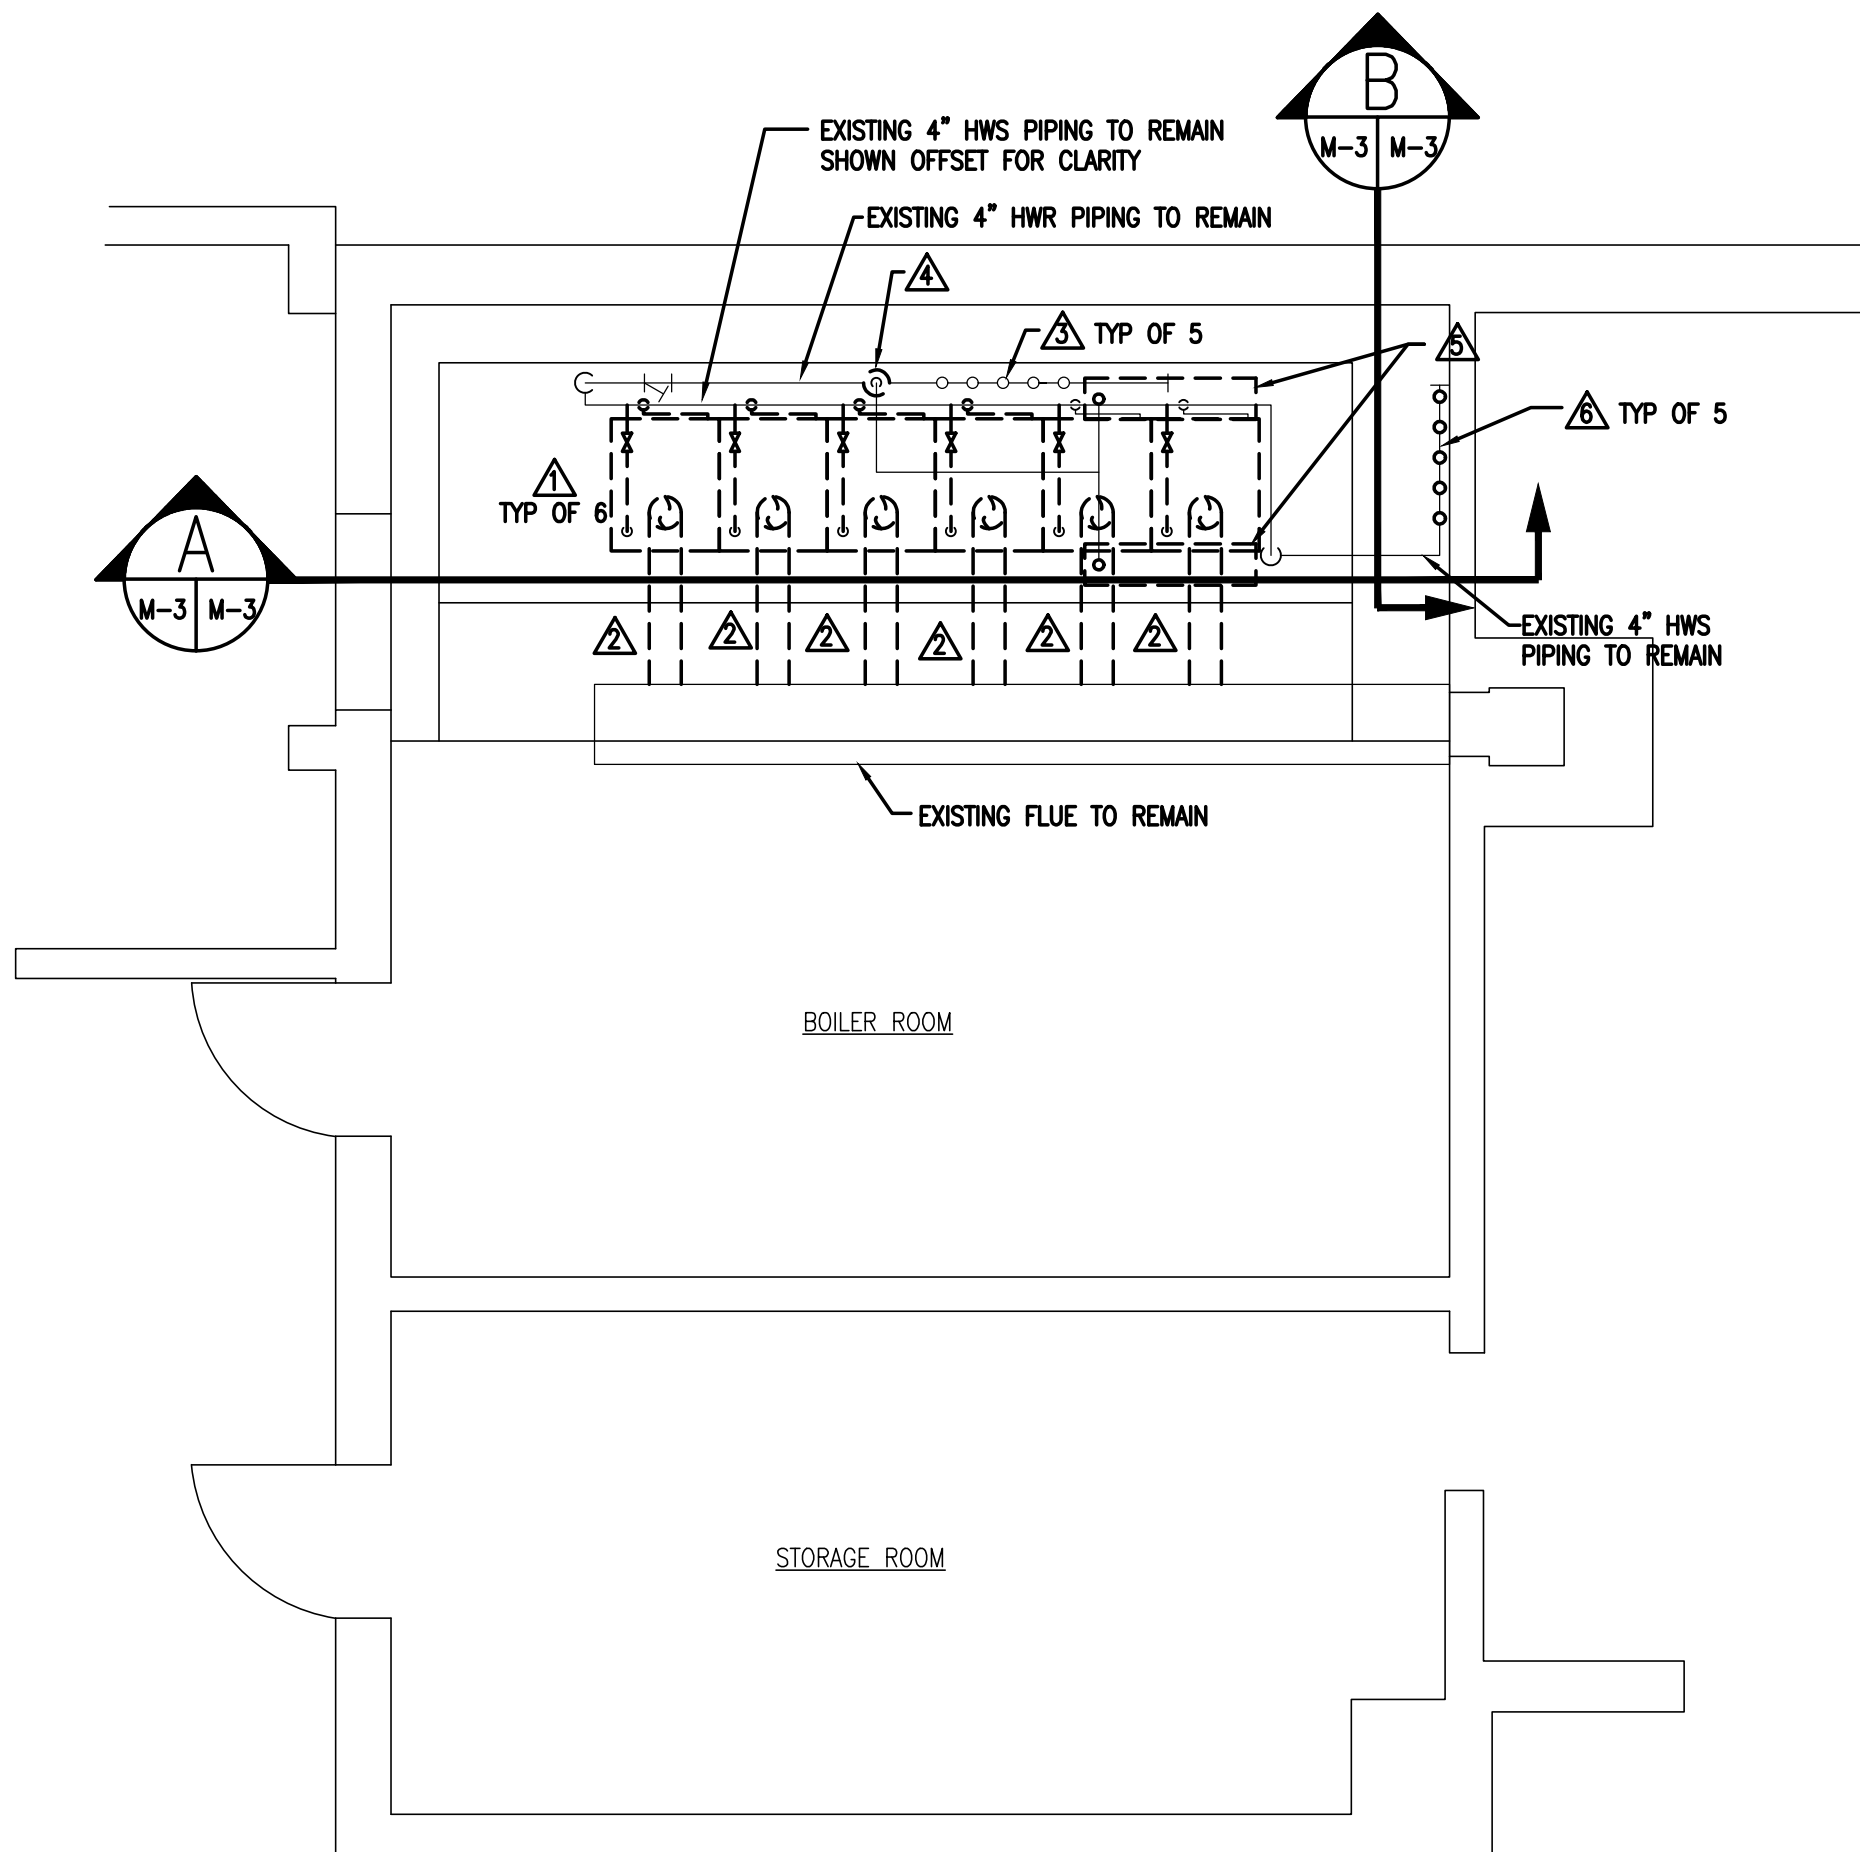 B
M-3 M-3
EXISTING 4" HWS PIPING TO REMAIN
SHOWN OFFSET FOR CLARITY
EXISTING 4" HWR PIPING TO REMAIN
4
3 TYP OF 5
5
6 TYP OF 5
1
TYP OF 6
A
M-3 M-3
2 2 2 2 2 2
EXISTING 4" HWS
PIPING TO REMAIN
EXISTING FLUE TO REMAIN
BOILER ROOM
STORAGE ROOM